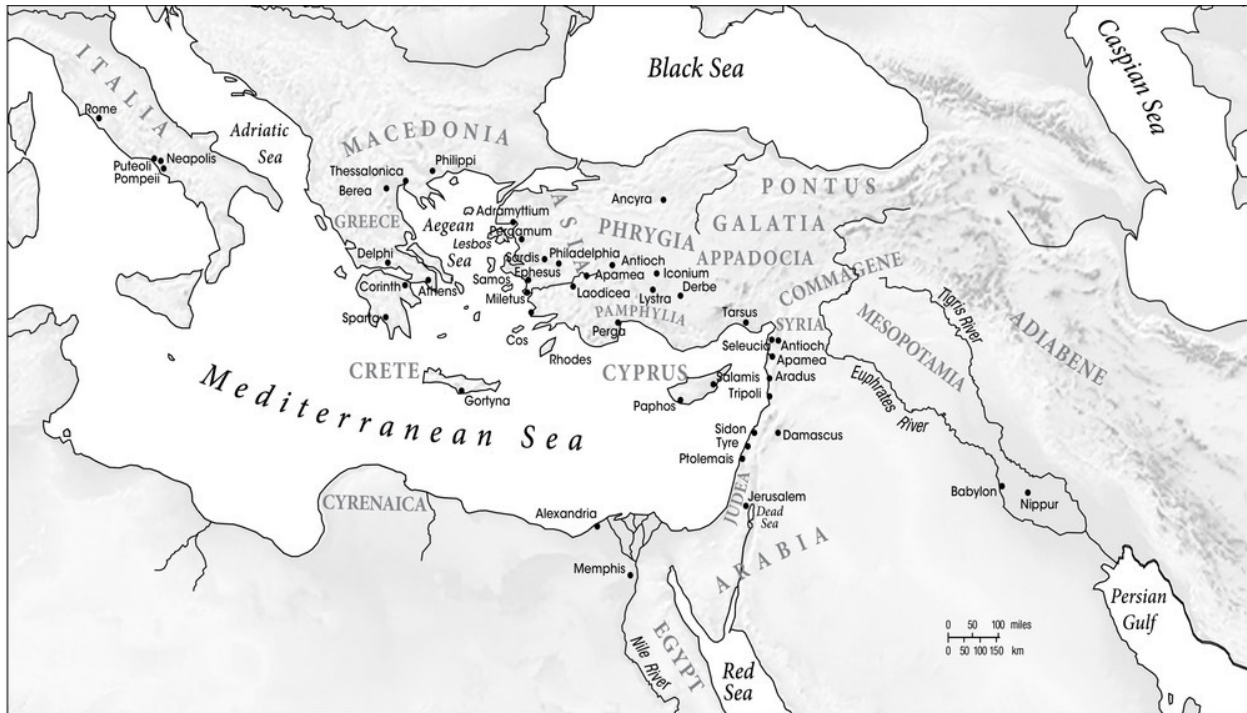 ITALIA
Rome
Puteoli
Neapolis
Pompeii
Adriatic
Sea
Black Sea
Caspian Sea
MACEDONIA
Thessalonica
Philippi
Berea
GREECE
Aegean
Sea
Delphi
Corinth
Athens
Sparta
Adramyttium
Pergamum
Lesbos
Sardis
Philadelphia
Ephesus
Samos
Miletus
Cos
Rhodes
ASIA
PHRYGIA
Ancyra
Antioch
Apamea
Laodicea
Iconium
Lystra
Derbe
PAMPHYLIA
Perga
PONTUS
GALATIA
APPADOCIA
COMMAGENE
Tarsus
SYRIA
Seleucia
Antioch
Apamea
Aradus
Tripoli
CYPRUS
Salamis
Paphos
CRETE
Gortyna
Mediterranean Sea
Sidon
Tyre
Ptolemais
Damascus
JUDEA
Jerusalem
Dead
Sea
ARABIA
MESOPOTAMIA
Tigris River
ADIABENE
Euphrates
River
Babylon
Nippur
Persian
Gulf
CYRENAICA
Alexandria
Memphis
EGYPT
Nile River
Red
Sea
0 50 100 miles
0 50 100 150 km